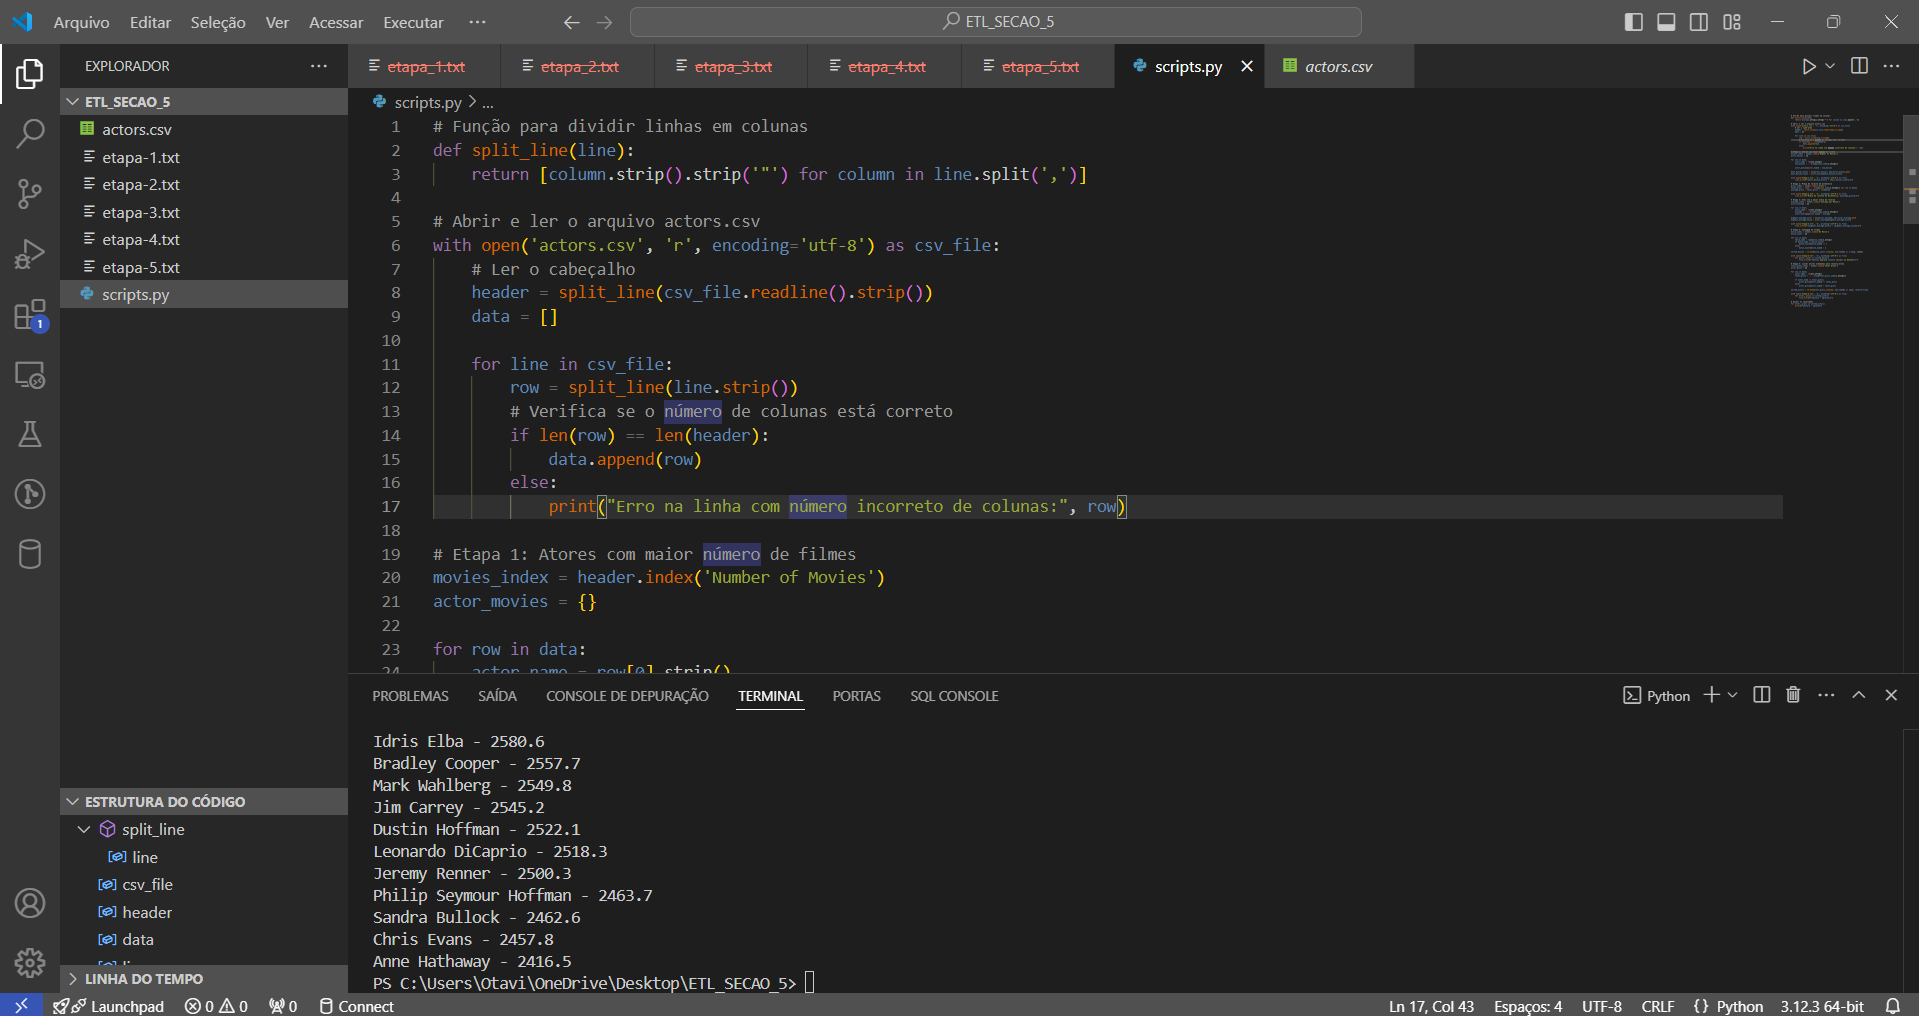 Arquivo Editar Seleção Ver Acessar Executar ···
ETL_SECAO_5
EXPLORADOR
ETL_SECAO_5
actors.csv
etapa-1.txt
etapa-2.txt
etapa-3.txt
etapa-4.txt
etapa-5.txt
scripts.py
ESTRUTURA DO CÓDIGO
split_line
line
csv_file
header
data
LINHA DO TEMPO
etapa_1.txt etapa_2.txt etapa_3.txt etapa_4.txt etapa_5.txt scripts.py actors.csv
scripts.py > ...
1 # Função para dividir linhas em colunas
2 def split_line(line):
3 return [column.strip().strip('"') for column in line.split(',')]
4
5 # Abrir e ler o arquivo actors.csv
6 with open('actors.csv', 'r', encoding='utf-8') as csv_file:
7 # Ler o cabeçalho
8 header = split_line(csv_file.readline().strip())
9 data = []
10
11 for line in csv_file:
12 row = split_line(line.strip())
13 # Verifica se o número de colunas está correto
14 if len(row) == len(header):
15 data.append(row)
16 else:
17 print("Erro na linha com número incorreto de colunas:", row)
18
19 # Etapa 1: Atores com maior número de filmes
20 movies_index = header.index('Number of Movies')
21 actor_movies = {}
22
23 for row in data:
24 actor_name = row[0].strip()
PROBLEMAS SAÍDA CONSOLE DE DEPURAÇÃO TERMINAL PORTAS SQL CONSOLE
Python
Idris Elba - 2580.6
Bradley Cooper - 2557.7
Mark Wahlberg - 2549.8
Jim Carrey - 2545.2
Dustin Hoffman - 2522.1
Leonardo DiCaprio - 2518.3
Jeremy Renner - 2500.3
Philip Seymour Hoffman - 2463.7
Sandra Bullock - 2462.6
Chris Evans - 2457.8
Anne Hathaway - 2416.5
PS C:\Users\Otavi\OneDrive\Desktop\ETL_SECAO_5>
1
Launchpad 0 0 0 Connect
Ln 17, Col 43 Espaços: 4 UTF-8 CRLF {} Python 3.12.3 64-bit